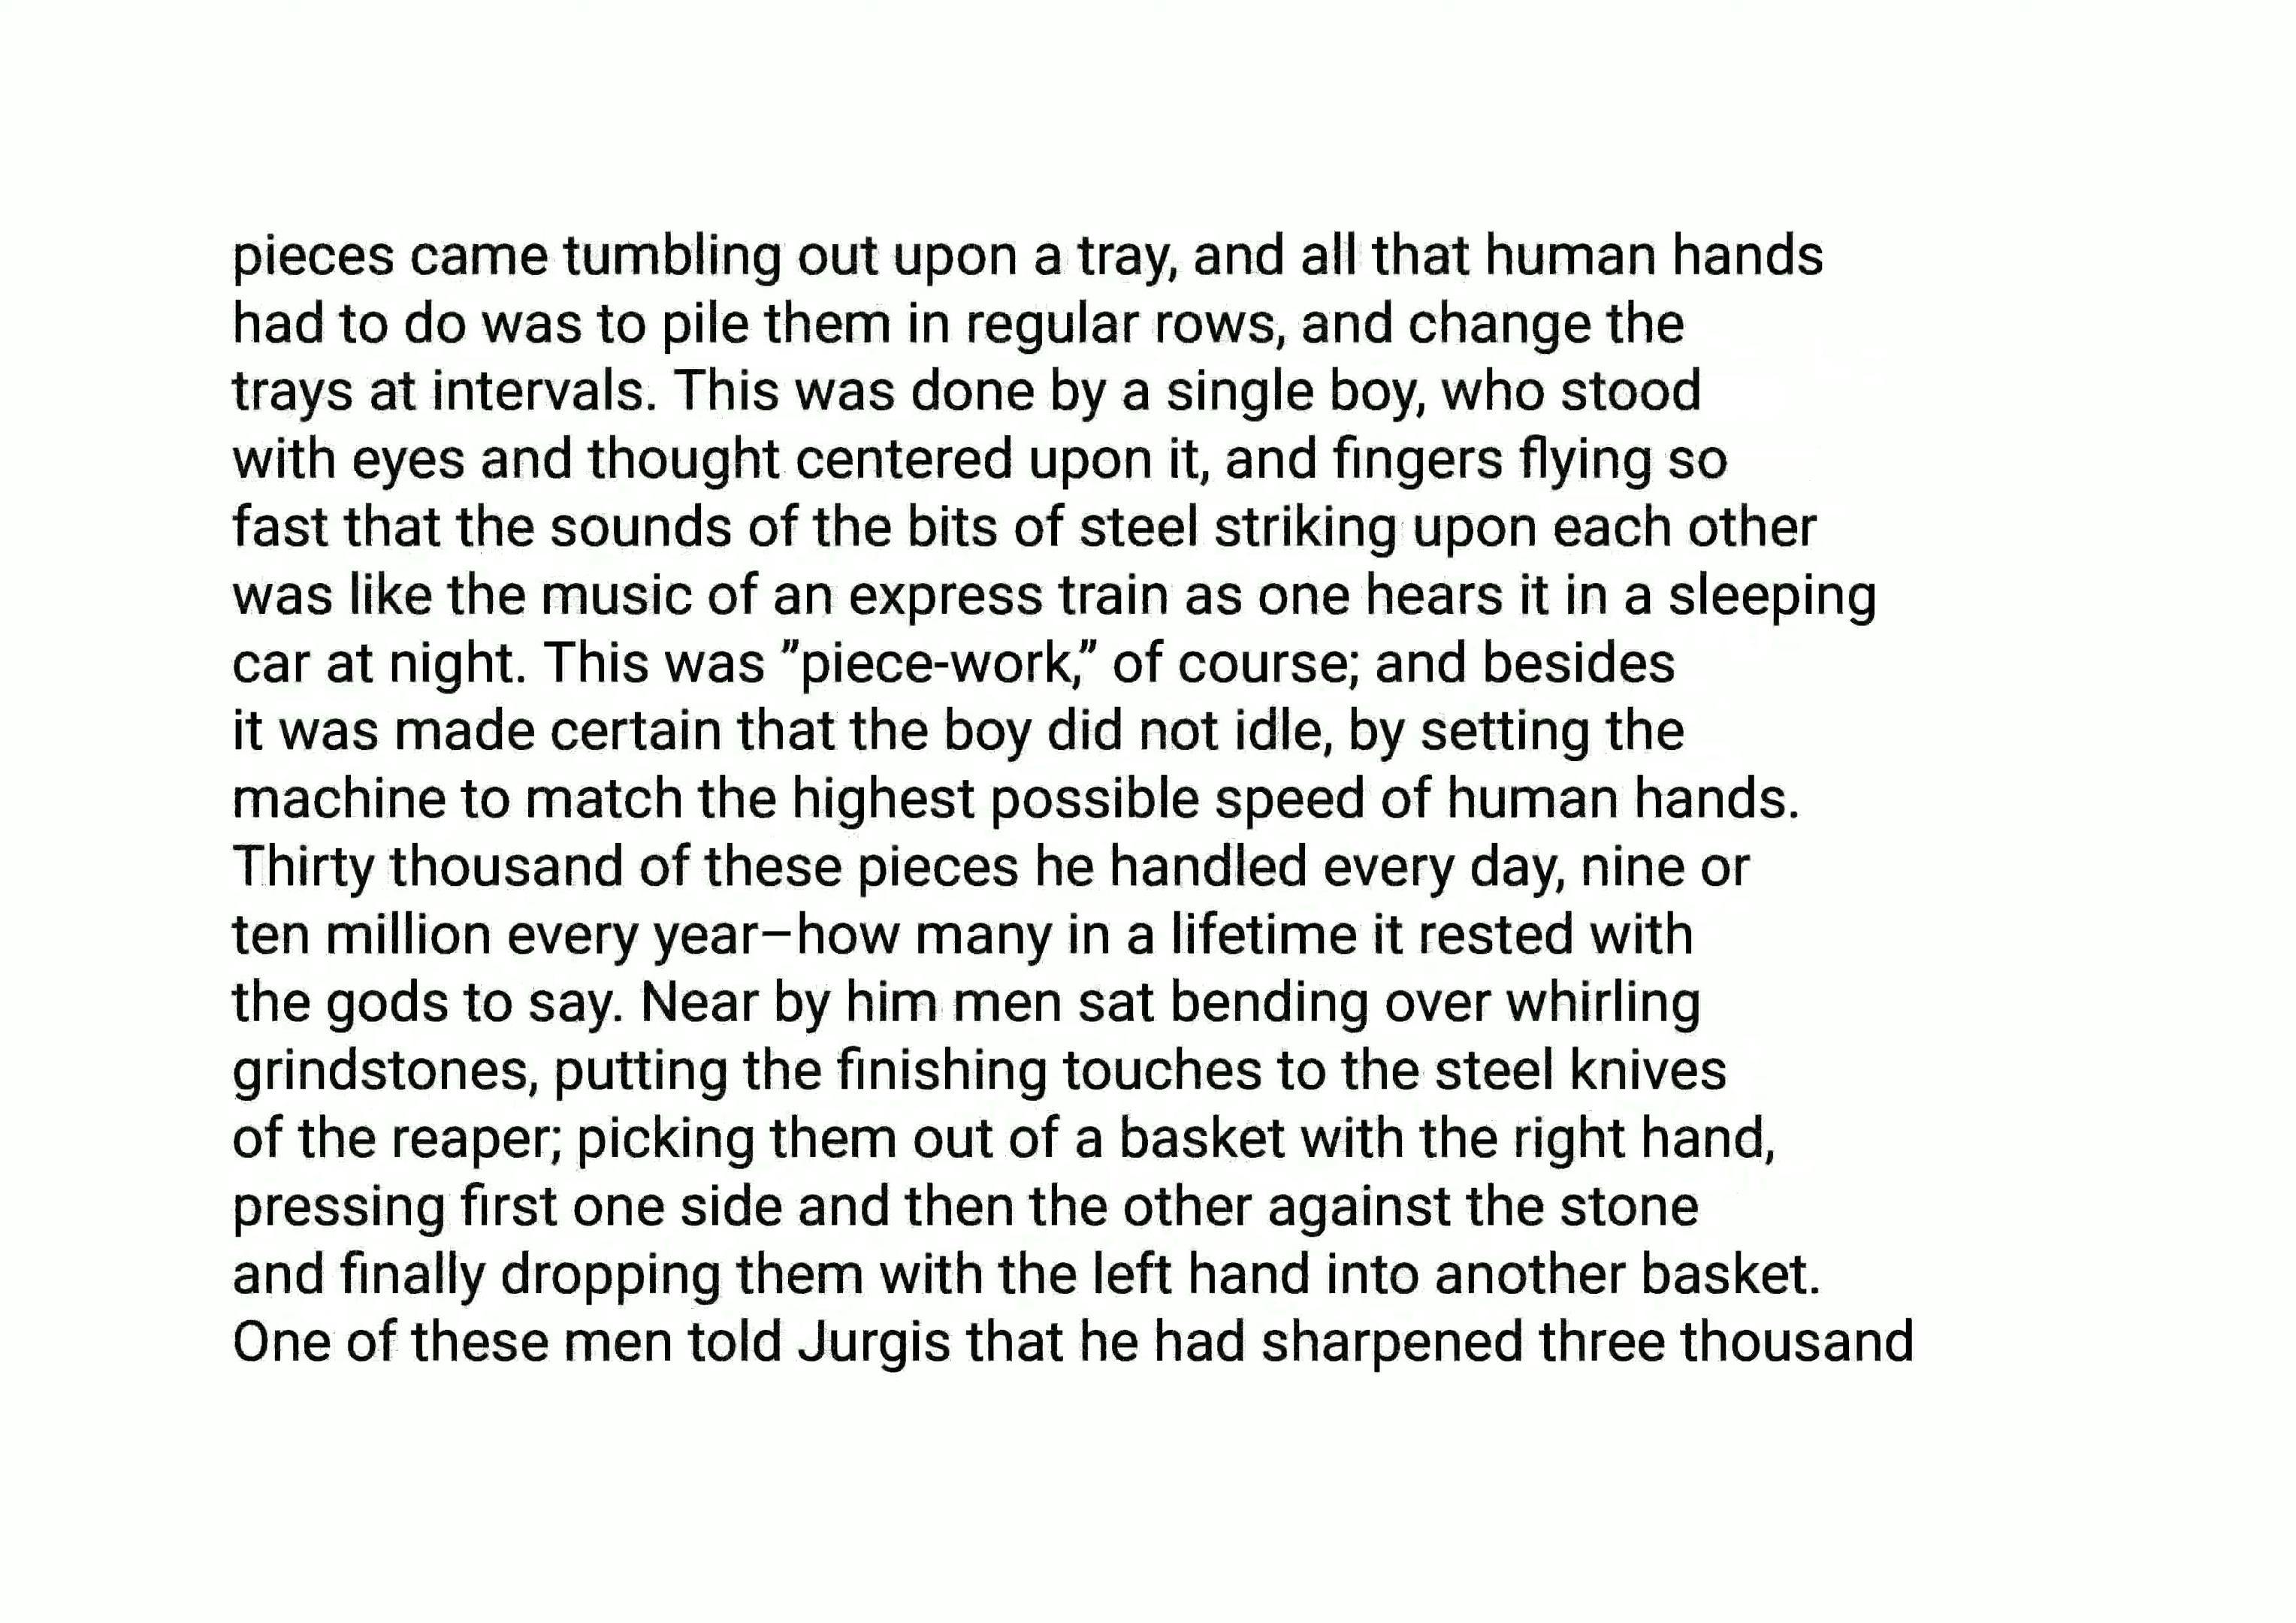 pieces came tumbling out upon a tray, and all that human hands
had to do was to pile them in regular rows, and change the
trays at intervals. This was done by a single boy, who stood
with eyes and thought centered upon it, and fingers flying so
fast that the sounds of the bits of steel striking upon each other
was like the music of an express train as one hears it in a sleeping
car at night. This was ”piece-work,” of course; and besides
it was made certain that the boy did not idle, by setting the
machine to match the highest possible speed of human hands.
Thirty thousand of these pieces he handled every day, nine or
ten million every year–how many in a lifetime it rested with
the gods to say. Near by him men sat bending over whirling
grindstones, putting the finishing touches to the steel knives
of the reaper; picking them out of a basket with the right hand,
pressing first one side and then the other against the stone
and finally dropping them with the left hand into another basket.
One of these men told Jurgis that he had sharpened three thousand